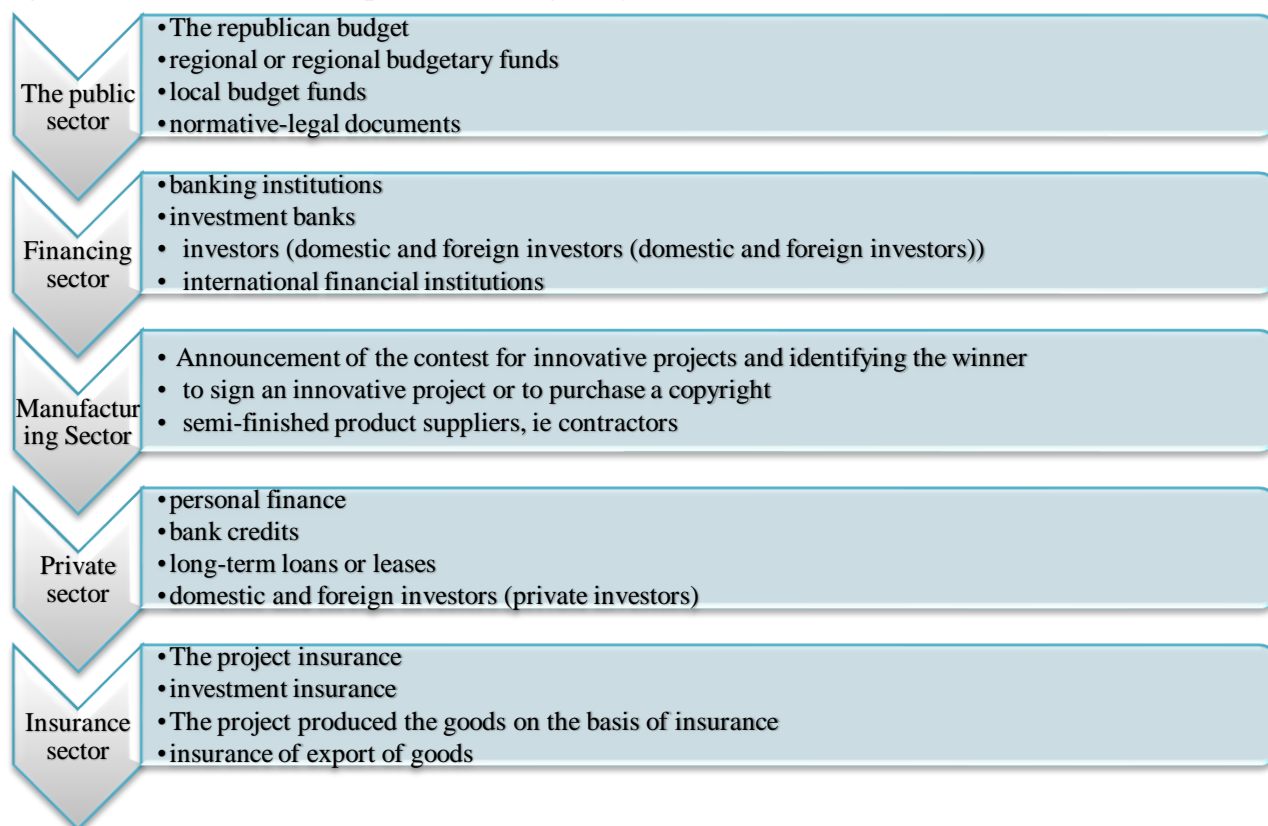 The public
sector
•The republican budget
•regional or regional budgetary funds
•local budget funds
•normative-legal documents
Financing
sector
•banking institutions
•investment banks
• investors (domestic and foreign investors (domestic and foreign investors))
• international financial institutions
Manufactur
ing Sector
• Announcement of the contest for innovative projects and identifying the winner
• to sign an innovative project or to purchase a copyright
• semi-finished product suppliers, ie contractors
Private
sector
•personal finance
•bank credits
•long-term loans or leases
•domestic and foreign investors (private investors)
Insurance
sector
•The project insurance
•investment insurance
•The project produced the goods on the basis of insurance
•insurance of export of goods